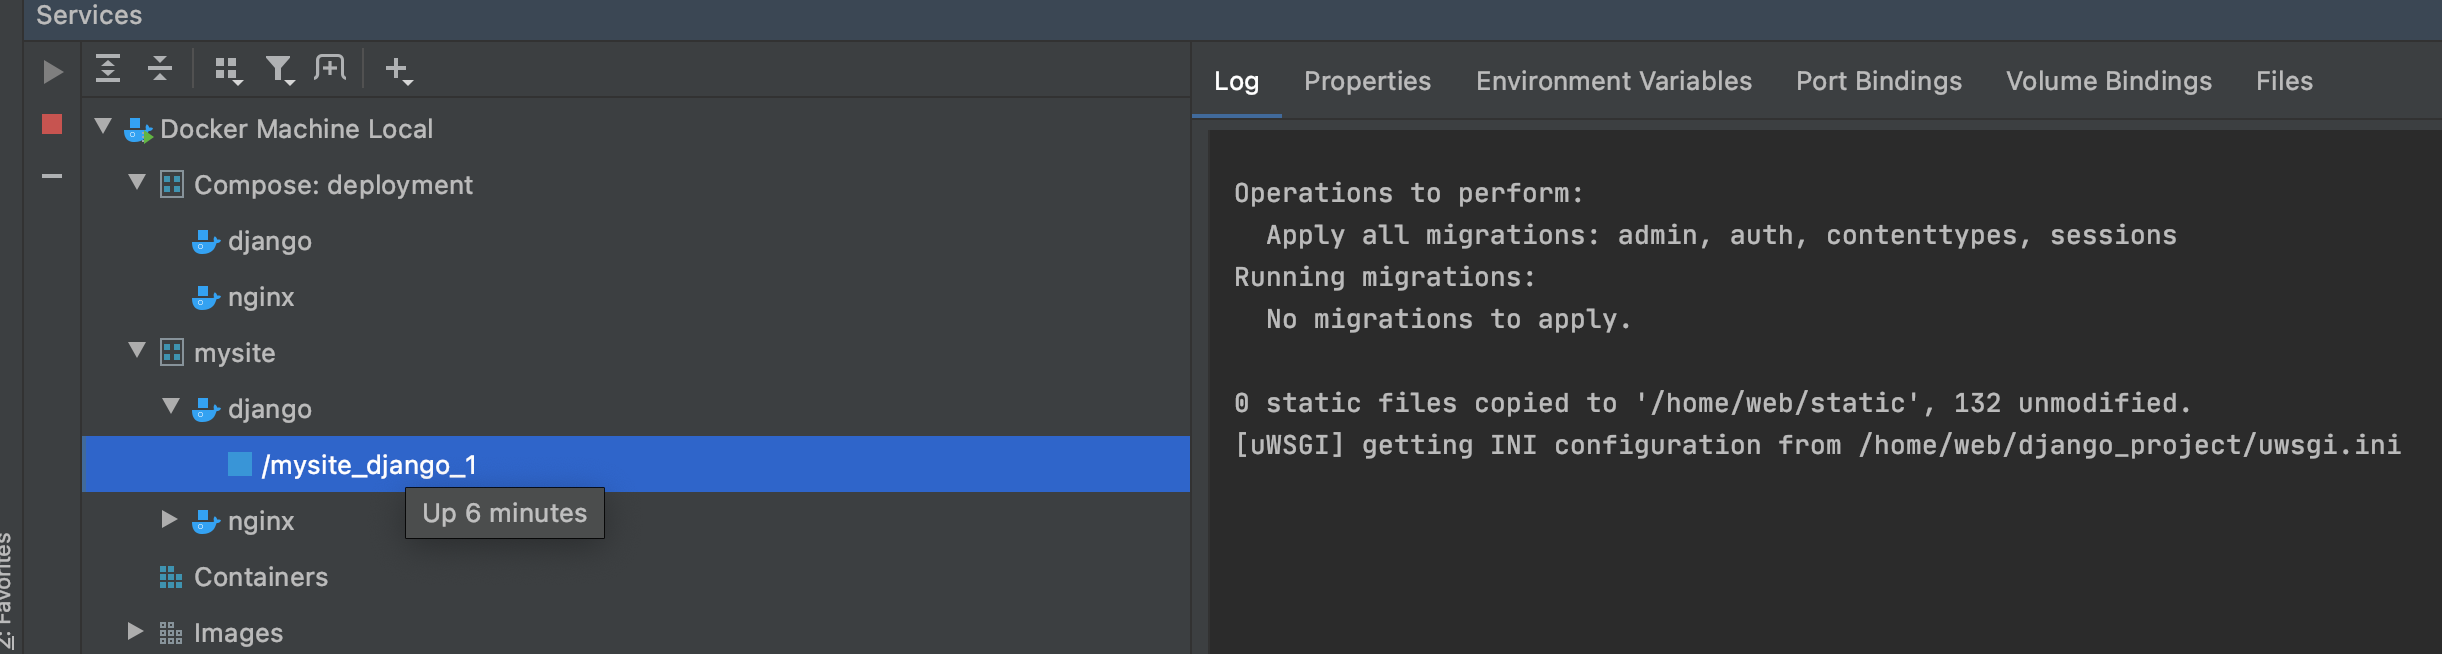 Services
Docker Machine Local
Compose: deployment
django
nginx
mysite
django
/mysite_django_1
Up 6 minutes
nginx
Containers
Images
Z: Favorites
Log Properties Environment Variables Port Bindings Volume Bindings Files
Operations to perform:
  Apply all migrations: admin, auth, contenttypes, sessions
Running migrations:
  No migrations to apply.
0 static files copied to '/home/web/static', 132 unmodified.
[uWSGI] getting INI configuration from /home/web/django_project/uwsgi.ini